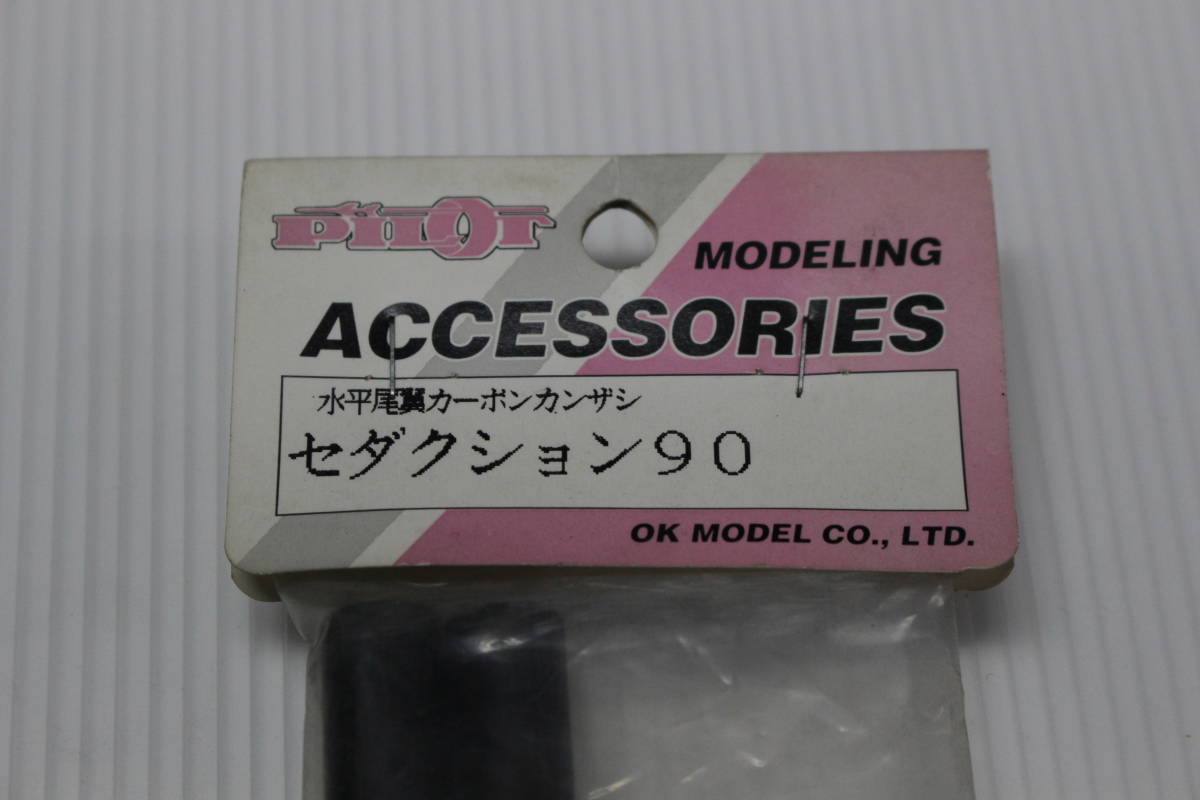 PILOT
MODELING
ACCESSORIES
水平尾翼カーボンカンザシ
セダクション90
OK MODEL CO., LTD.